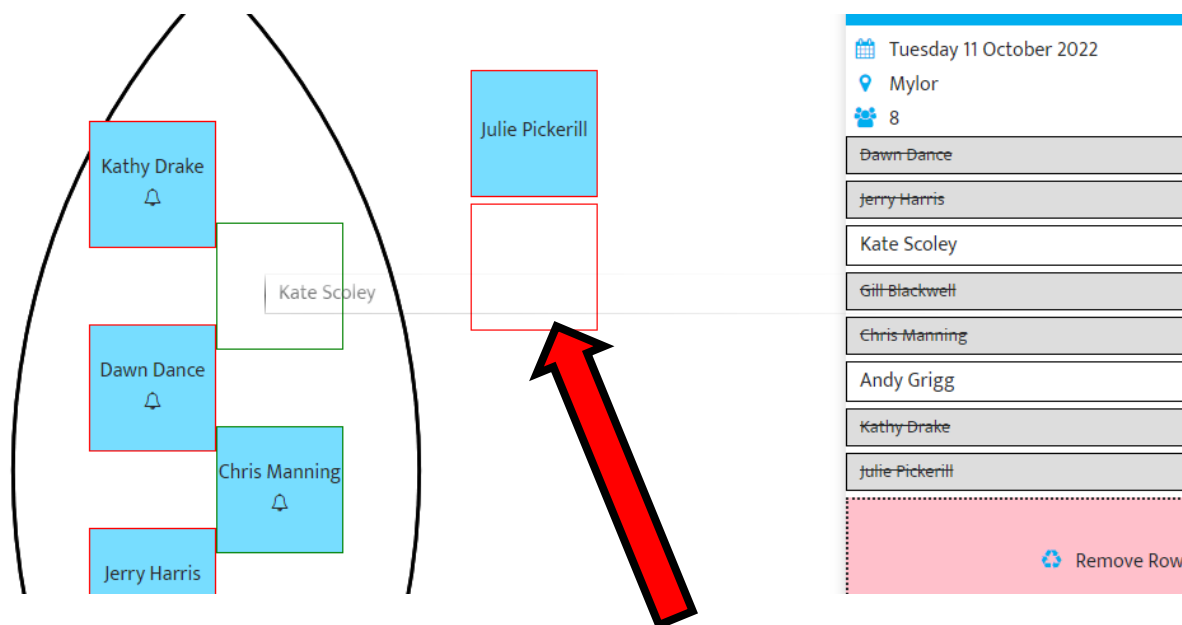 Kathy Drake
Julie Pickerill
Kate Scoley
Dawn Dance
Chris Manning
Jerry Harris
Tuesday 11 October 2022
Mylor
8
Dawn Dance
Jerry Harris
Kate Scoley
Gill Blackwell
Chris Manning
Andy Grigg
Kathy Drake
Julie Pickerill
Remove Row